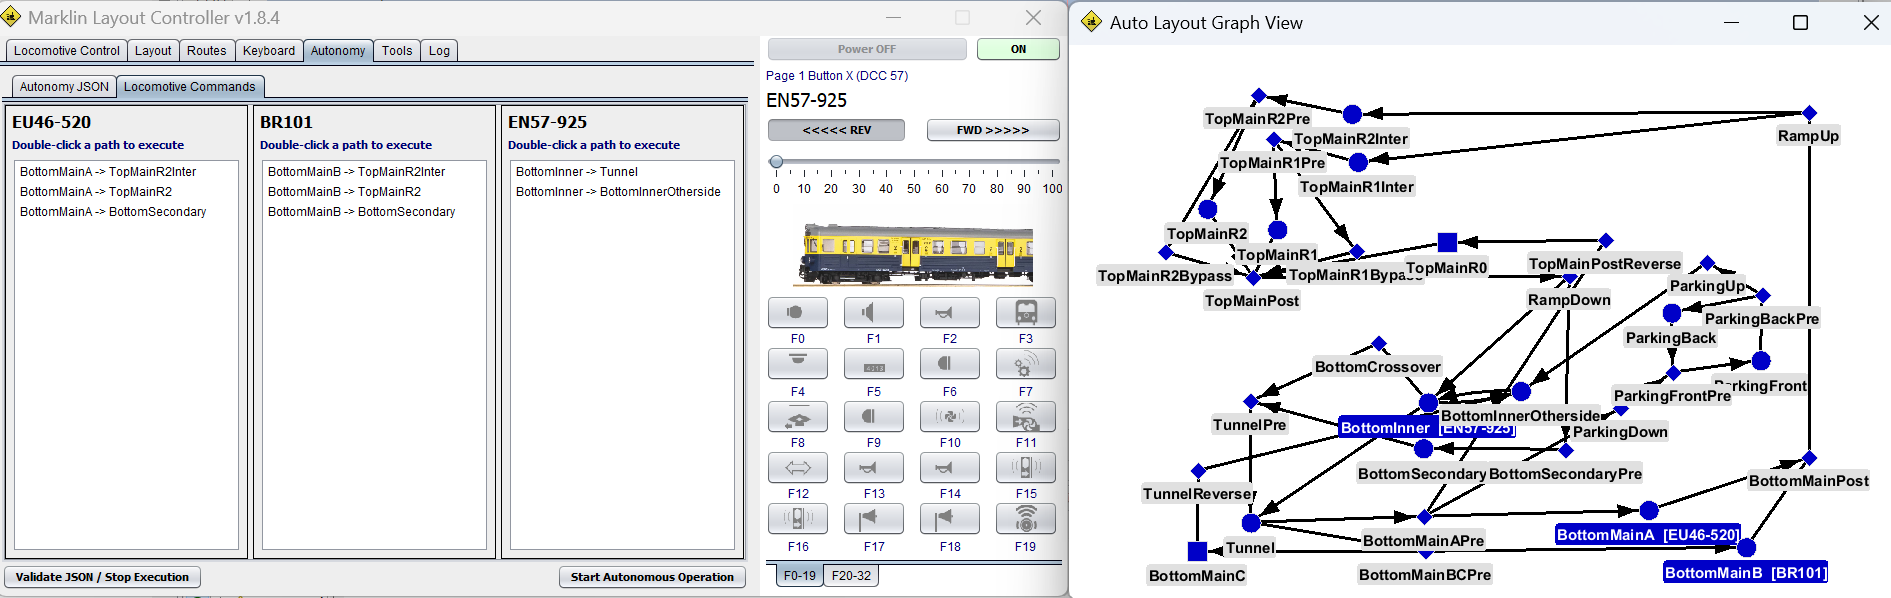 Marklin Layout Controller v1.8.4
Locomotive Control
Layout
Routes
Keyboard
Autonomy
Tools
Log
Autonomy JSON
Locomotive Commands
EU46-520
Double-click a path to execute
BottomMainA -> TopMainR2Inter
BottomMainA -> TopMainR2
BottomMainA -> BottomSecondary
BR101
Double-click a path to execute
BottomMainB -> TopMainR2Inter
BottomMainB -> TopMainR2
BottomMainB -> BottomSecondary
EN57-925
Double-click a path to execute
BottomInner -> Tunnel
BottomInner -> BottomInnerOtherside
Validate JSON / Stop Execution
Start Autonomous Operation
Power OFF
ON
Page 1 Button X (DCC 57)
EN57-925
<<<<< REV
FWD >>>>>
0 10 20 30 40 50 60 70 80 90 100
F0 F1 F2 F3
F4 F5 F6 F7
F8 F9 F10 F11
F12 F13 F14 F15
F16 F17 F18 F19
F0-19
F20-32
Auto Layout Graph View
TopMainR2Pre
TopMainR2Inter
RampUp
TopMainR1Pre
TopMainR1Inter
TopMainR2
TopMainR1
TopMainR2Bypass
TopMainR1Bypass
TopMainR0
TopMainPostReverse
TopMainPost
RampDown
ParkingUp
ParkingBackPre
ParkingBack
BottomCrossover
ParkingFront
ParkingFrontPre
TunnelPre
BottomInnerOtherside
BottomInner [EN57-925]
ParkingDown
BottomSecondary
BottomSecondaryPre
BottomMainPost
TunnelReverse
BottomMainA [EU46-520]
BottomMainAPre
Tunnel
BottomMainC
BottomMainBCPre
BottomMainB [BR101]